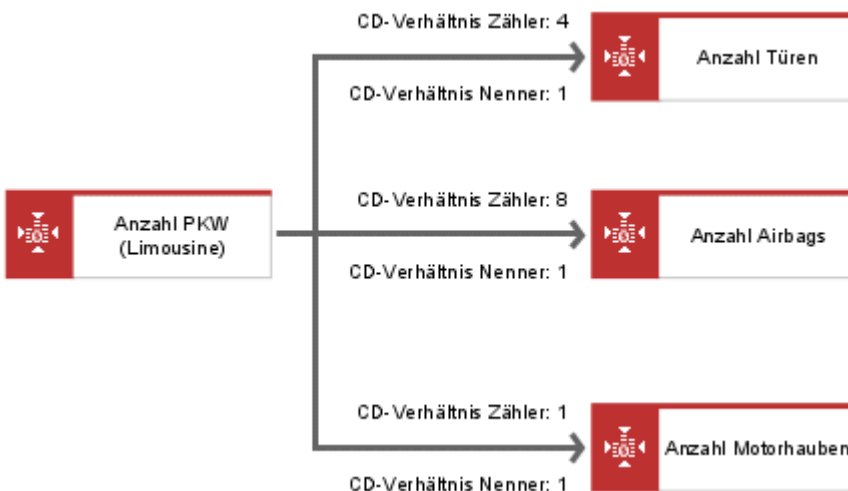 CD-Verhältnis Zähler: 4
Anzahl Türen
CD-Verhältnis Nenner: 1
Anzahl PKW
(Limousine)
CD-Verhältnis Zähler: 8
Anzahl Airbags
CD-Verhältnis Nenner: 1
CD-Verhältnis Zähler: 1
Anzahl Motorhauben
CD-Verhältnis Nenner: 1